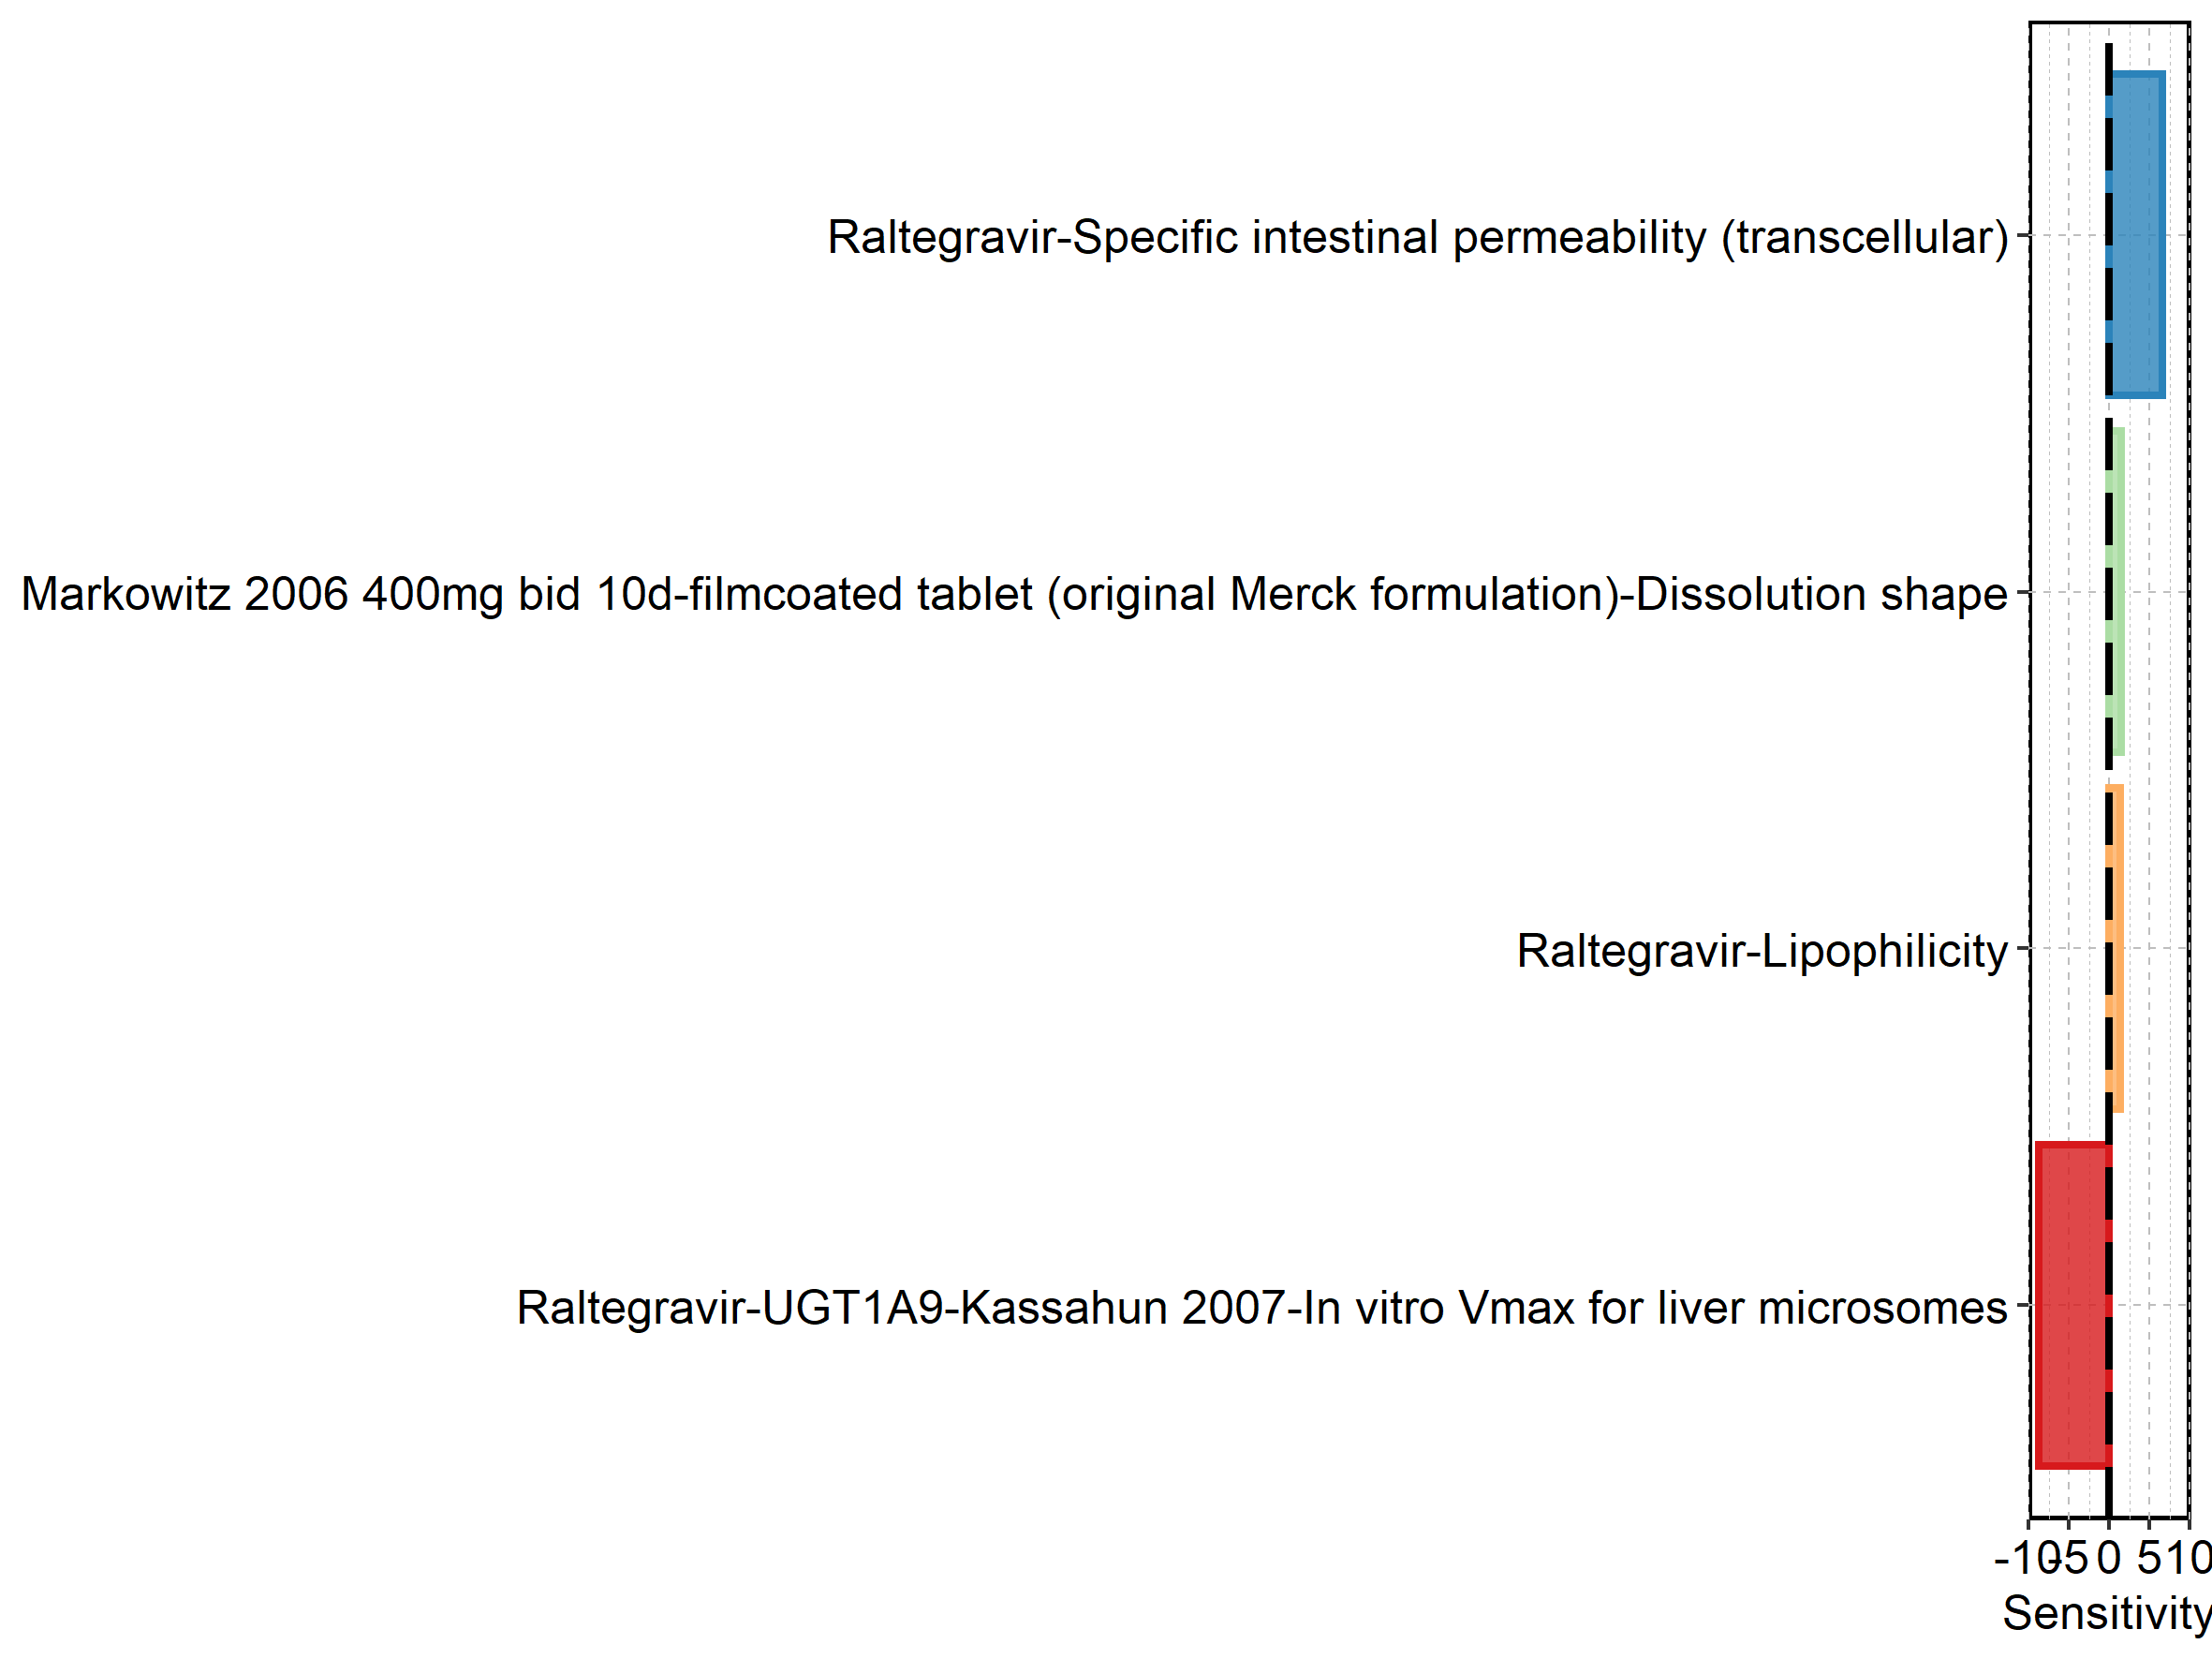 Raltegravir-Specific intestinal permeability (transcellular)
Markowitz 2006 400mg bid 10d-filmcoated tablet (original Merck formulation)-Dissolution shape
Raltegravir-Lipophilicity
Raltegravir-UGT1A9-Kassahun 2007-In vitro Vmax for liver microsomes
-10 -5 0 5 10
Sensitivity